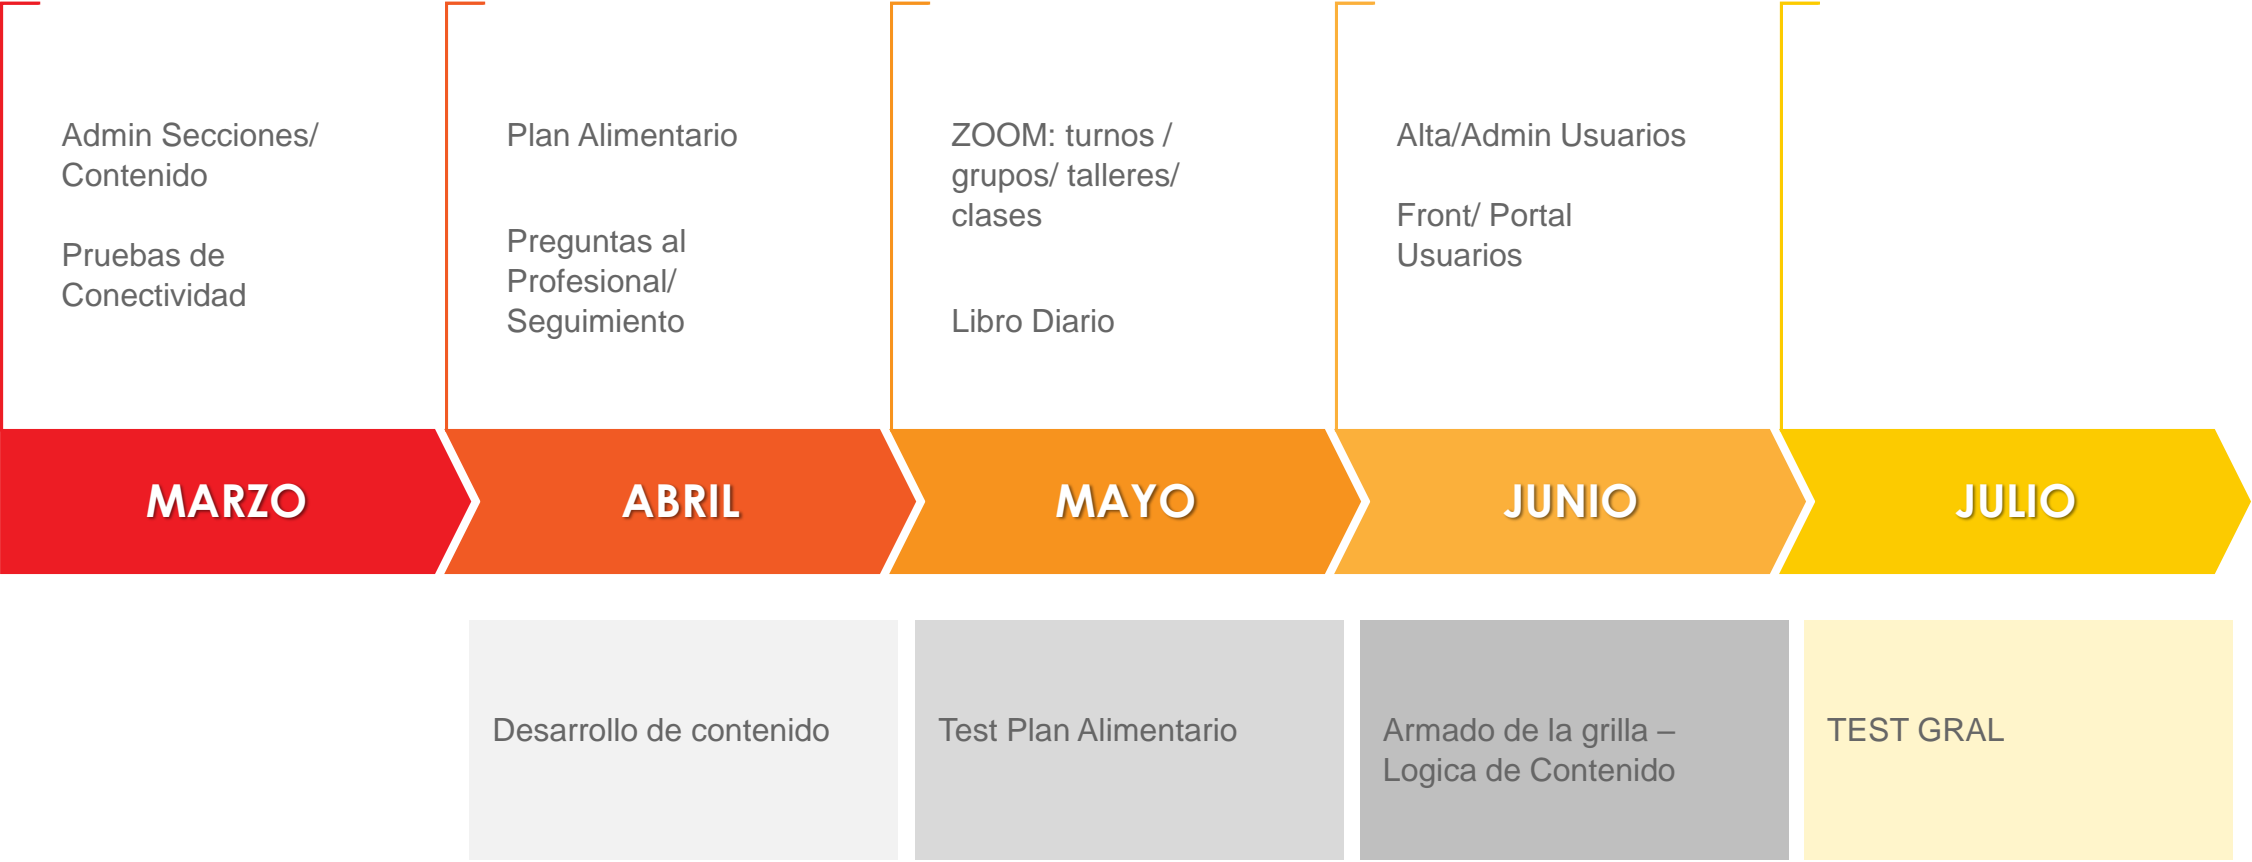 Admin Secciones/
Contenido
Pruebas de
Conectividad
Plan Alimentario
Preguntas al
Profesional/
Seguimiento
ZOOM: turnos /
grupos/ talleres/
clases
Libro Diario
Alta/Admin Usuarios
Front/ Portal
Usuarios
MARZO
ABRIL
MAYO
JUNIO
JULIO
Desarrollo de contenido
Test Plan Alimentario
Armado de la grilla –
Logica de Contenido
TEST GRAL